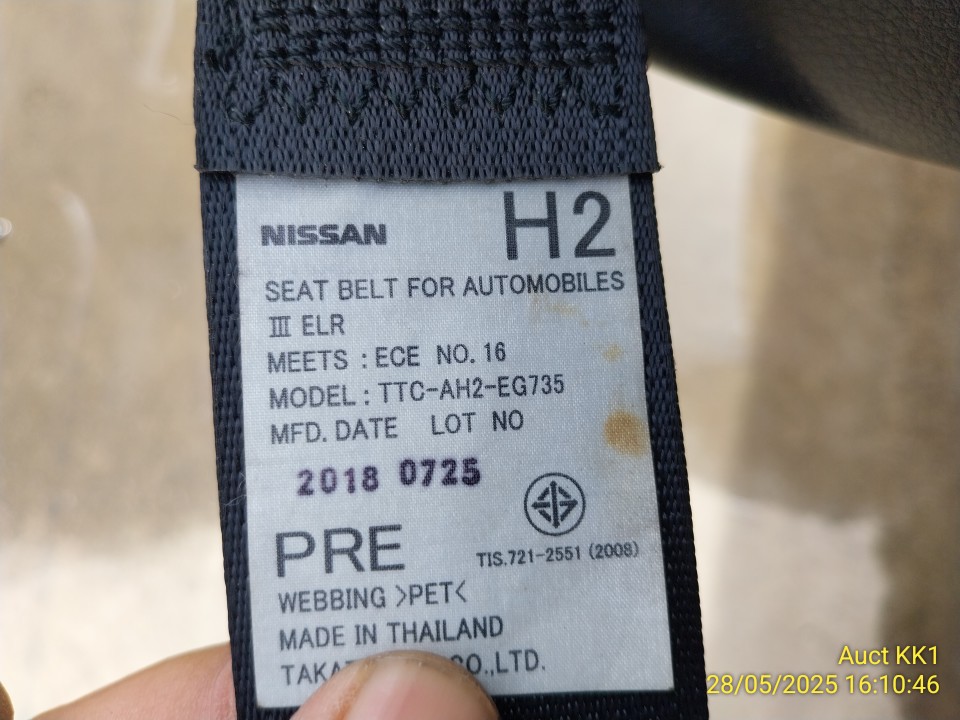 NISSAN H2
SEAT BELT FOR AUTOMOBILES
III ELR
MEETS : ECE NO. 16
MODEL : TTC-AH2-EG735
MFD. DATE LOT NO
2018 0725
PRE
TIS.721-2551 (2008)
WEBBING >PET<
MADE IN THAILAND
CO.,LTD.
Auct KK1
28/05/2025 16:10:46